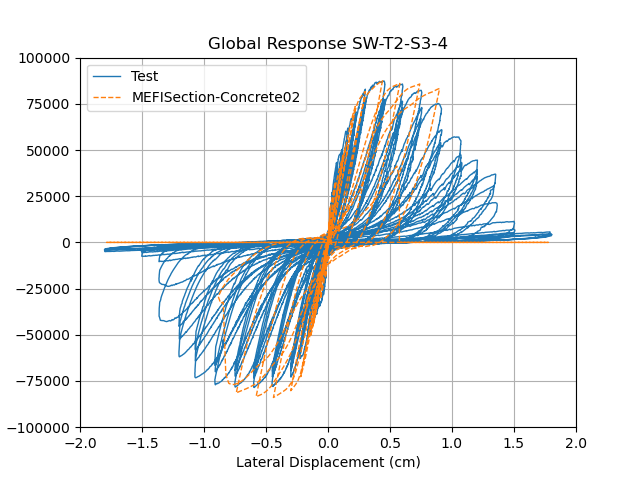 Global Response SW-T2-S3-4
100000
75000
50000
25000
0
−25000
−50000
−75000
−100000
Test
MEFISection-Concrete02
−2.0 −1.5 −1.0 −0.5 0.0 0.5 1.0 1.5 2.0
Lateral Displacement (cm)